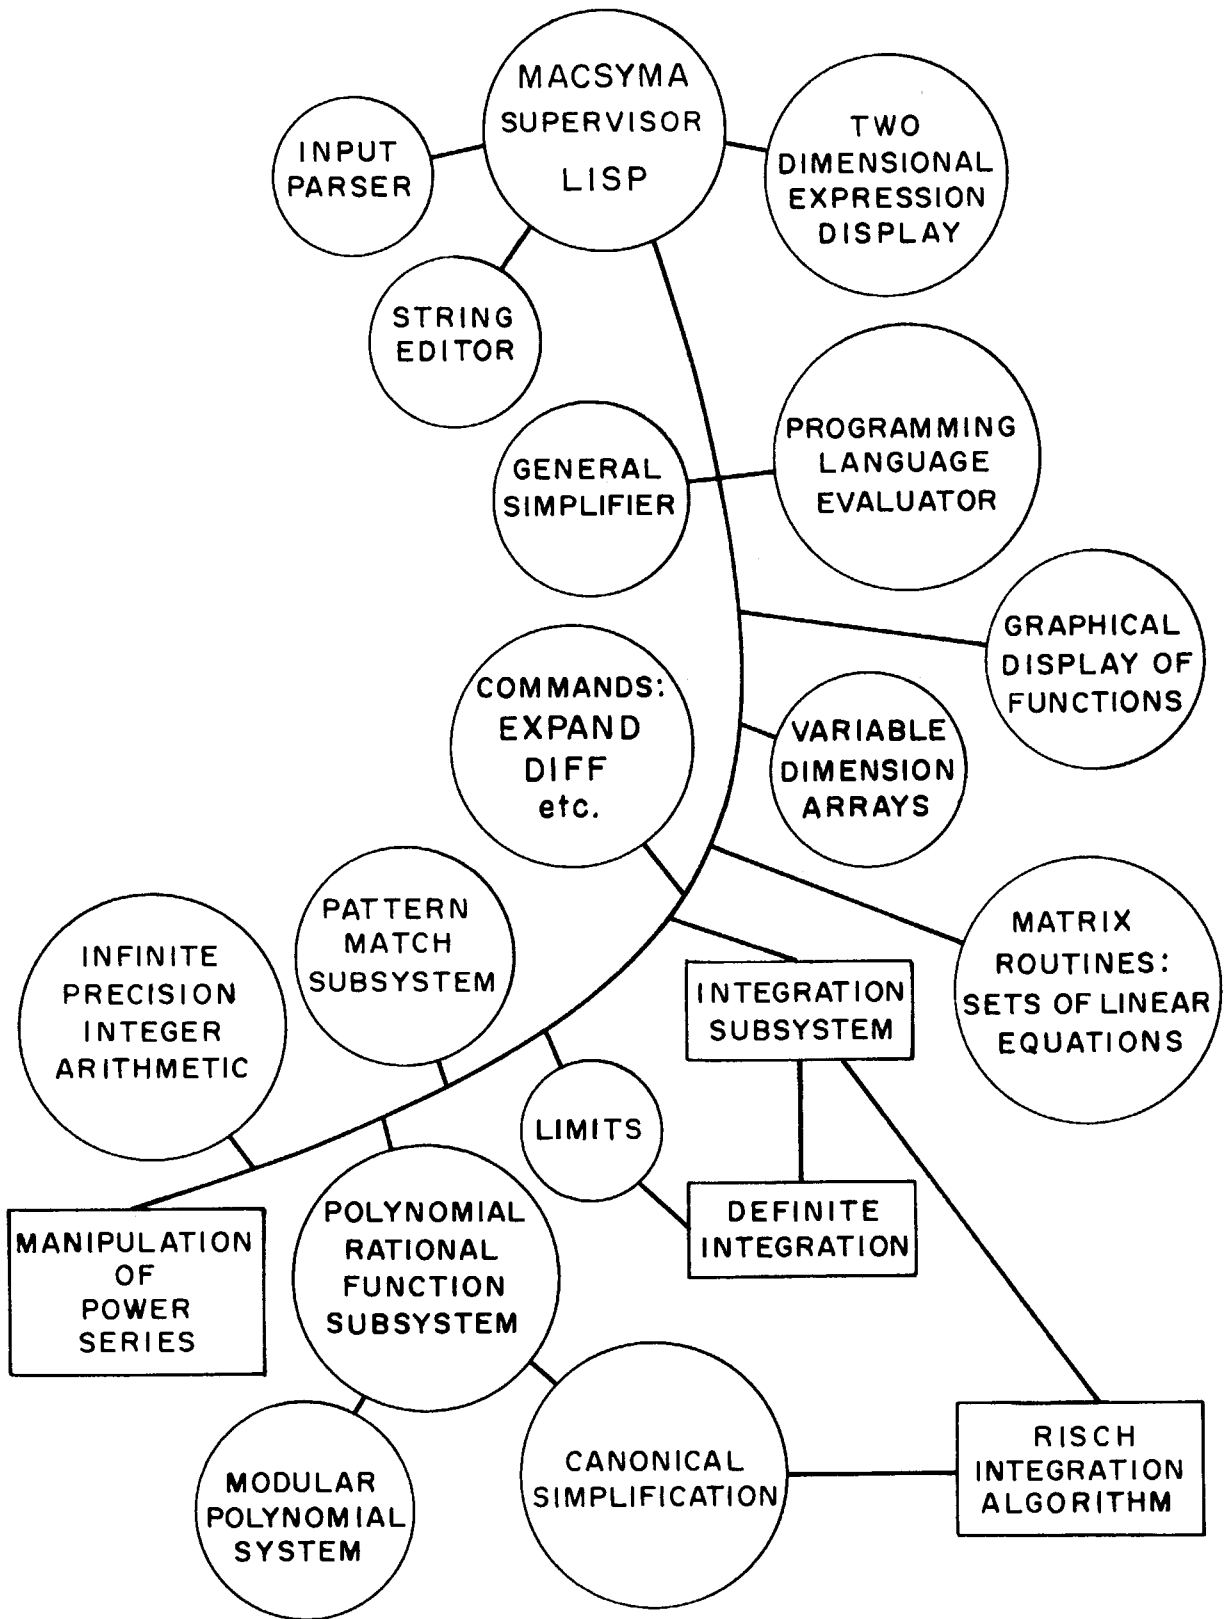 MACSYMA
SUPERVISOR
LISP
INPUT
PARSER
TWO
DIMENSIONAL
EXPRESSION
DISPLAY
STRING
EDITOR
GENERAL
SIMPLIFIER
PROGRAMMING
LANGUAGE
EVALUATOR
GRAPHICAL
DISPLAY OF
FUNCTIONS
COMMANDS:
EXPAND
DIFF
etc.
VARIABLE
DIMENSION
ARRAYS
PATTERN
MATCH
SUBSYSTEM
INFINITE
PRECISION
INTEGER
ARITHMETIC
INTEGRATION
SUBSYSTEM
MATRIX
ROUTINES:
SETS OF LINEAR
EQUATIONS
LIMITS
MANIPULATION
OF
POWER
SERIES
POLYNOMIAL
RATIONAL
FUNCTION
SUBSYSTEM
DEFINITE
INTEGRATION
MODULAR
POLYNOMIAL
SYSTEM
CANONICAL
SIMPLIFICATION
RISCH
INTEGRATION
ALGORITHM